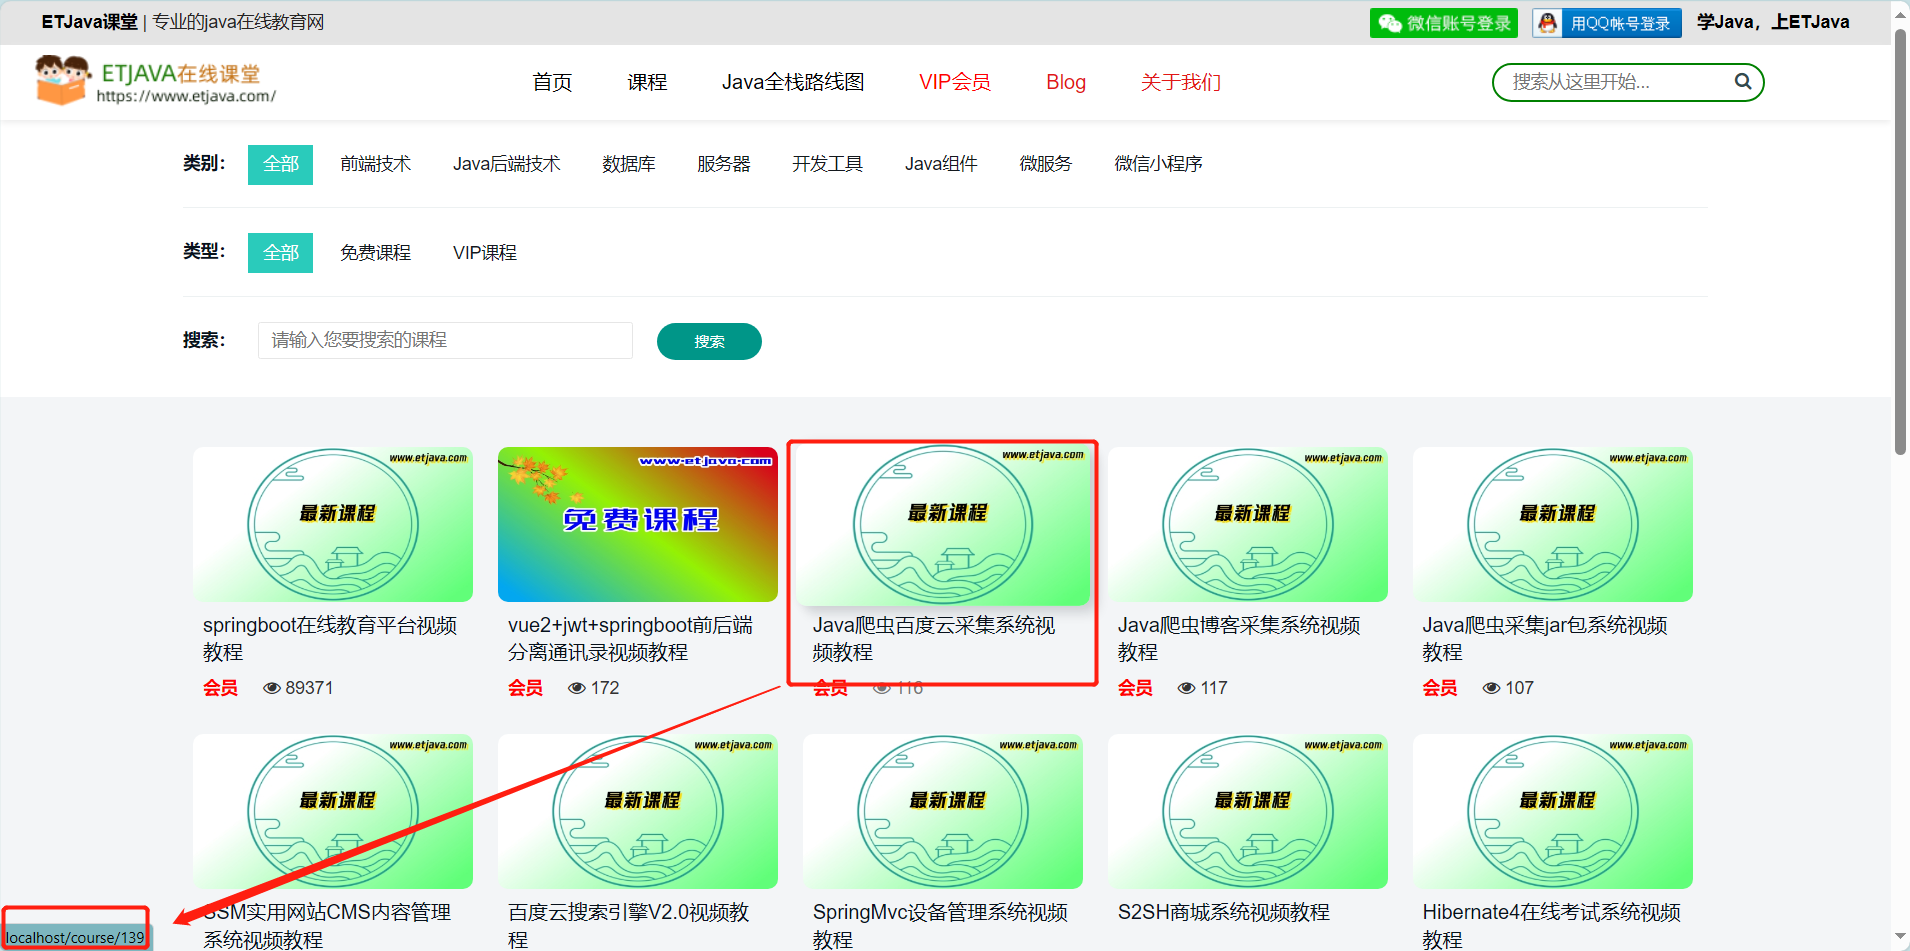 ETJava课堂 | 专业的java在线教育网
微信账号登录
用QQ帐号登录
学Java，上ETJava
ETJAVA在线课堂
https://www.etjava.com/
首页 课程 Java全栈路线图 VIP会员 Blog 关于我们
搜索从这里开始...
类别： 全部 前端技术 Java后端技术 数据库 服务器 开发工具 Java组件 微服务 微信小程序
类型： 全部 免费课程 VIP课程
搜索： 请输入您要搜索的课程 搜索
www.etjava.com
最新课程
springboot在线教育平台视频
教程
会员 89371
www.etjava.com
免费课程
vue2+jwt+springboot前后端
分离通讯录视频教程
会员 172
www.etjava.com
最新课程
Java爬虫百度云采集系统视
频教程
会员 116
www.etjava.com
最新课程
Java爬虫博客采集系统视频
教程
会员 117
www.etjava.com
最新课程
Java爬虫采集jar包系统视频
教程
会员 107
www.etjava.com
最新课程
SSM实用网站CMS内容管理
系统视频教程
www.etjava.com
最新课程
百度云搜索引擎V2.0视频教
程
www.etjava.com
最新课程
SpringMvc设备管理系统视频
教程
www.etjava.com
最新课程
S2SH商城系统视频教程
www.etjava.com
最新课程
Hibernate4在线考试系统视频
教程
localhost/course/139